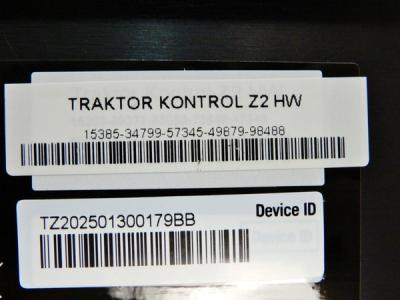 TRAKTOR KONTROL Z2 HW
15385-34799-57345-49879-98488
Device ID
TZ202501300179BB